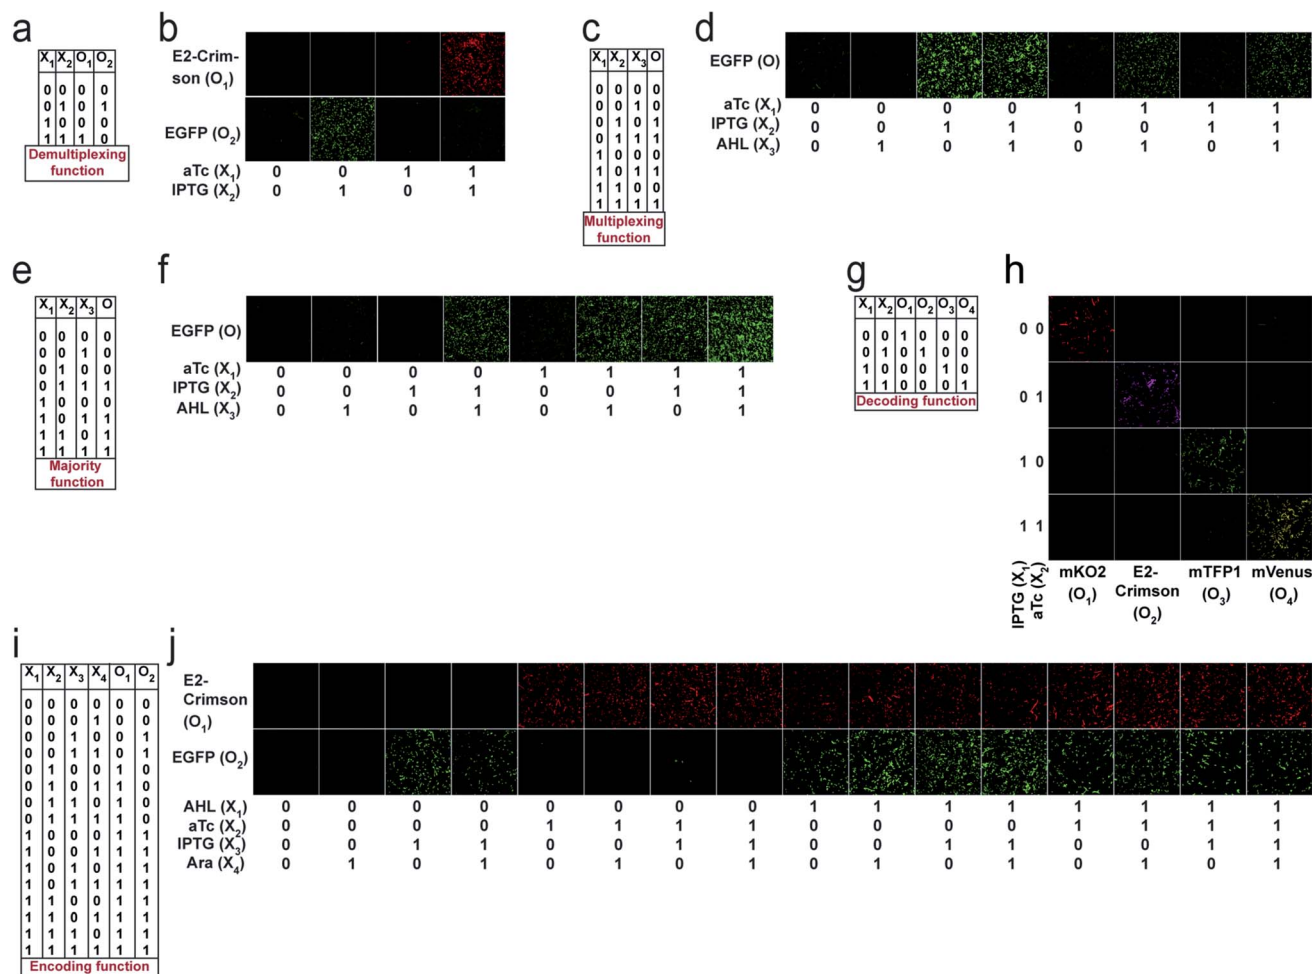 a
X1 X2 O1 O2
0 0 0 0
0 1 0 1
1 0 0 0
1 1 1 0
Demultiplexing
function
b
E2-Crim-
son (O1)
EGFP (O2)
aTc (X1) 0 0 1 1
IPTG (X2) 0 1 0 1
c
X1 X2 X3 O
0 0 0 0
0 0 1 0
0 1 0 1
0 1 1 1
1 0 0 0
1 0 1 1
1 1 0 0
1 1 1 1
Multiplexing
function
d
EGFP (O)
aTc (X1) 0 0 0 0 1 1 1 1
IPTG (X2) 0 0 1 1 0 0 1 1
AHL (X3) 0 1 0 1 0 1 0 1
e
X1 X2 X3 O
0 0 0 0
0 0 1 0
0 1 0 0
0 1 1 1
1 0 0 0
1 0 1 1
1 1 0 1
1 1 1 1
Majority
function
f
EGFP (O)
aTc (X1) 0 0 0 0 1 1 1 1
IPTG (X2) 0 0 1 1 0 0 1 1
AHL (X3) 0 1 0 1 0 1 0 1
g
X1 X2 O1 O2 O3 O4
0 0 1 0 0 0
0 1 0 1 0 0
1 0 0 0 1 0
1 1 0 0 0 1
Decoding function
h
0 0
0 1
1 0
1 1
IPTG (X1)
aTc (X2)
mKO2
(O1)
E2-
Crimson
(O2)
mTFP1
(O3)
mVenus
(O4)
i
X1 X2 X3 X4 O1 O2
0 0 0 0 0 0
0 0 0 1 0 0
0 0 1 0 0 1
0 0 1 1 0 1
0 1 0 0 1 0
0 1 0 1 1 0
0 1 1 0 1 0
0 1 1 1 1 0
1 0 0 0 1 1
1 0 0 1 1 1
1 0 1 0 1 1
1 0 1 1 1 1
1 1 0 0 1 1
1 1 0 1 1 1
1 1 1 0 1 1
1 1 1 1 1 1
Encoding function
j
E2-
Crimson
(O1)
EGFP (O2)
AHL (X1) 0 0 0 0 0 0 0 0 1 1 1 1 1 1 1 1
aTc (X2) 0 0 0 0 1 1 1 1 0 0 0 0 1 1 1 1
IPTG (X3) 0 0 1 1 0 0 1 1 0 0 1 1 0 0 1 1
Ara (X4) 0 1 0 1 0 1 0 1 0 1 0 1 0 1 0 1